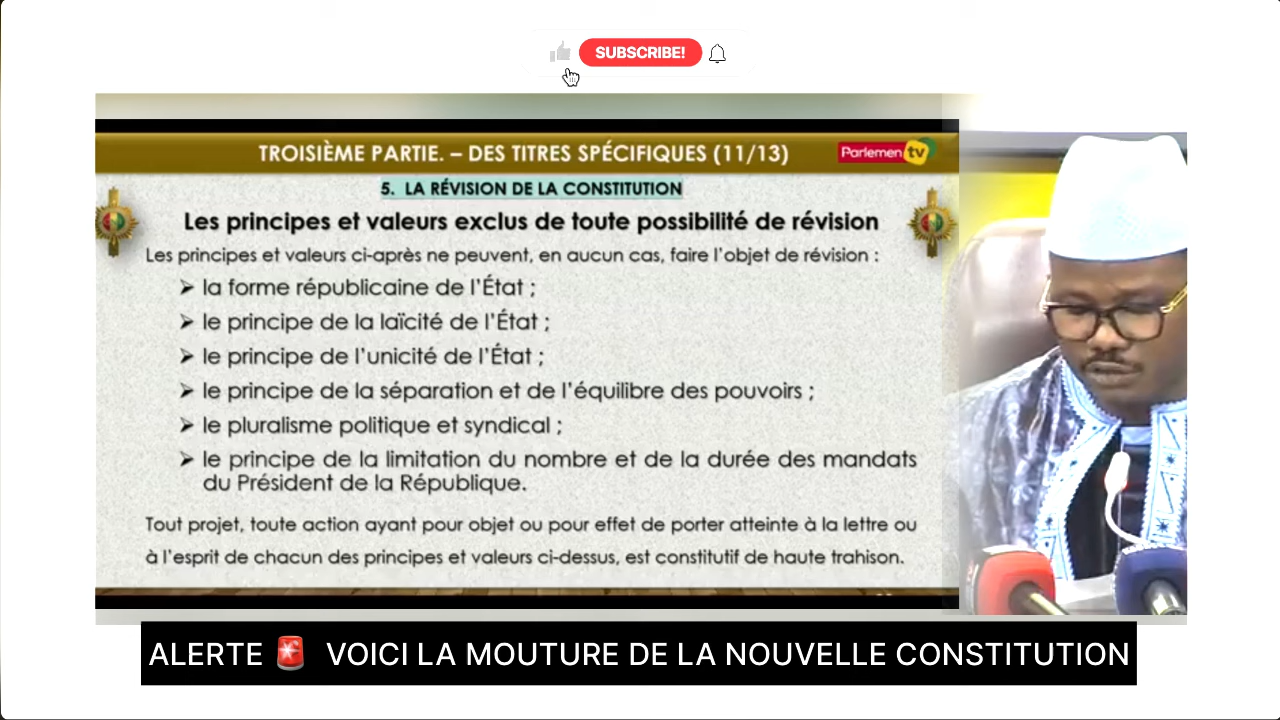 SUBSCRIBE!
TROISIÈME PARTIE. – DES TITRES SPÉCIFIQUES (11/13)
Parlemen tv
5. LA RÉVISION DE LA CONSTITUTION
Les principes et valeurs exclus de toute possibilité de révision
Les principes et valeurs ci-après ne peuvent, en aucun cas, faire l'objet de révision :
➤ la forme républicaine de l'État ;
➤ le principe de la laïcité de l'État ;
➤ le principe de l'unicité de l'État ;
➤ le principe de la séparation et de l'équilibre des pouvoirs ;
➤ le pluralisme politique et syndical ;
➤ le principe de la limitation du nombre et de la durée des mandats
du Président de la République.
Tout projet, toute action ayant pour objet ou pour effet de porter atteinte à la lettre ou
à l'esprit de chacun des principes et valeurs ci-dessus, est constitutif de haute trahison.
ALERTE 🚨 VOICI LA MOUTURE DE LA NOUVELLE CONSTITUTION